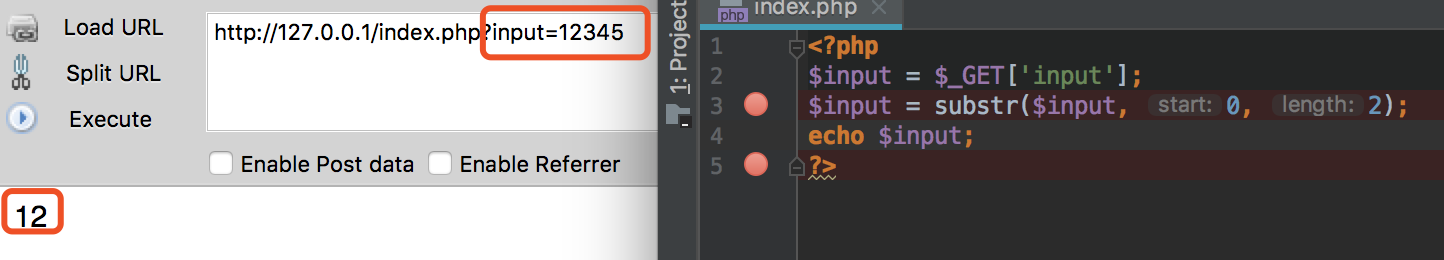 Load URL
http://127.0.0.1/index.php?input=12345
Split URL
Execute
Enable Post data
Enable Referrer
12
1: Project
php
index.php
1 <?php
2 $input = $_GET['input'];
3 $input = substr($input, start: 0, length: 2);
4 echo $input;
5 ?>